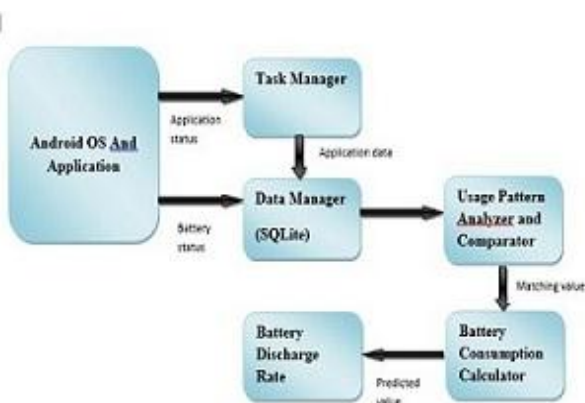 Task Manager
Android OS And
Application
Application
status
Application data
Battery
status
Data Manager
(SQLite)
Usage Pattern
Analyzer and
Comparator
Matching value
Battery
Discharge
Rate
Predicted
value
Battery
Consumption
Calculator